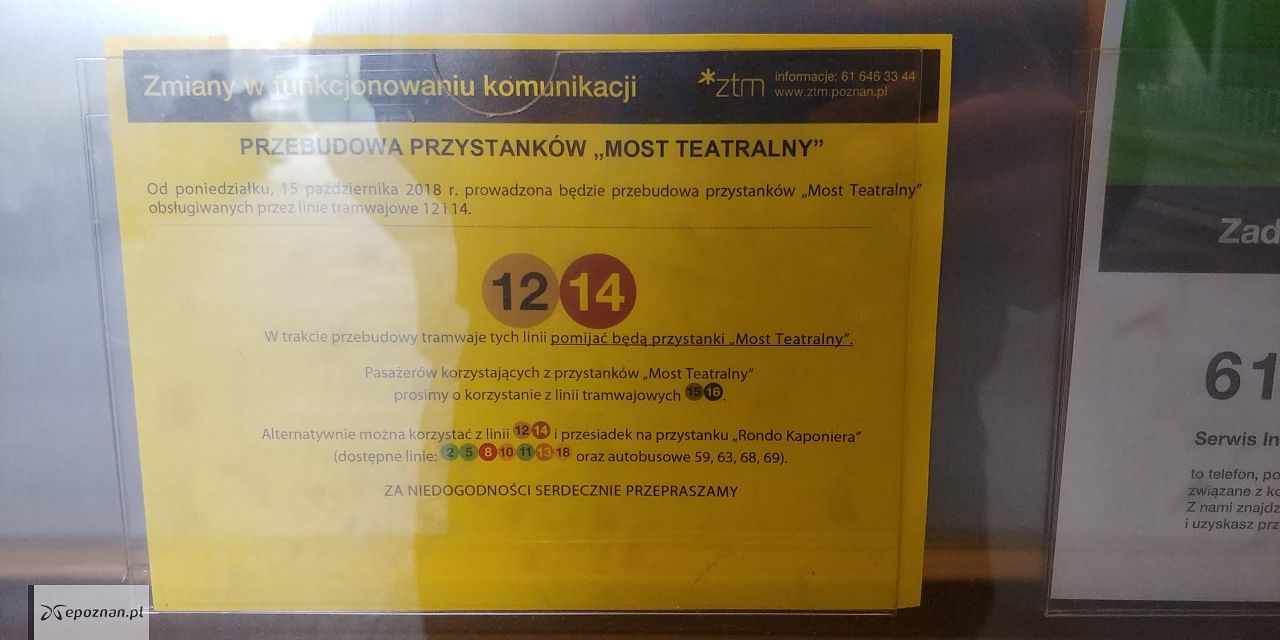 Zmiany w funkcjonowaniu komunikacji
*ztm
informacje: 61 646 33 44
www.ztm.poznan.pl
PRZEBUDOWA PRZYSTANKÓW „MOST TEATRALNY”
Od poniedziałku, 15 października 2018 r. prowadzona będzie przebudowa przystanków „Most Teatralny”
obsługiwanych przez linie tramwajowe 12 i 14.
12 14
W trakcie przebudowy tramwaje tych linii pomijać będą przystanki „Most Teatralny”.
Pasażerów korzystających z przystanków „Most Teatralny”
prosimy o korzystanie z linii tramwajowych 15 16.
Alternatywnie można korzystać z linii 12 14 i przesiadek na przystanku „Rondo Kaponiera”
(dostępne linie: 2 5 8 10 11 13 18 oraz autobusowe 59, 63, 68, 69).
ZA NIEDOGODNOŚCI SERDECZNIE PRZEPRASZAMY
Zad
61
Serwis In
to telefon, po
związane z ko
Z nami znajdz
i uzyskasz prz
epoznan.pl